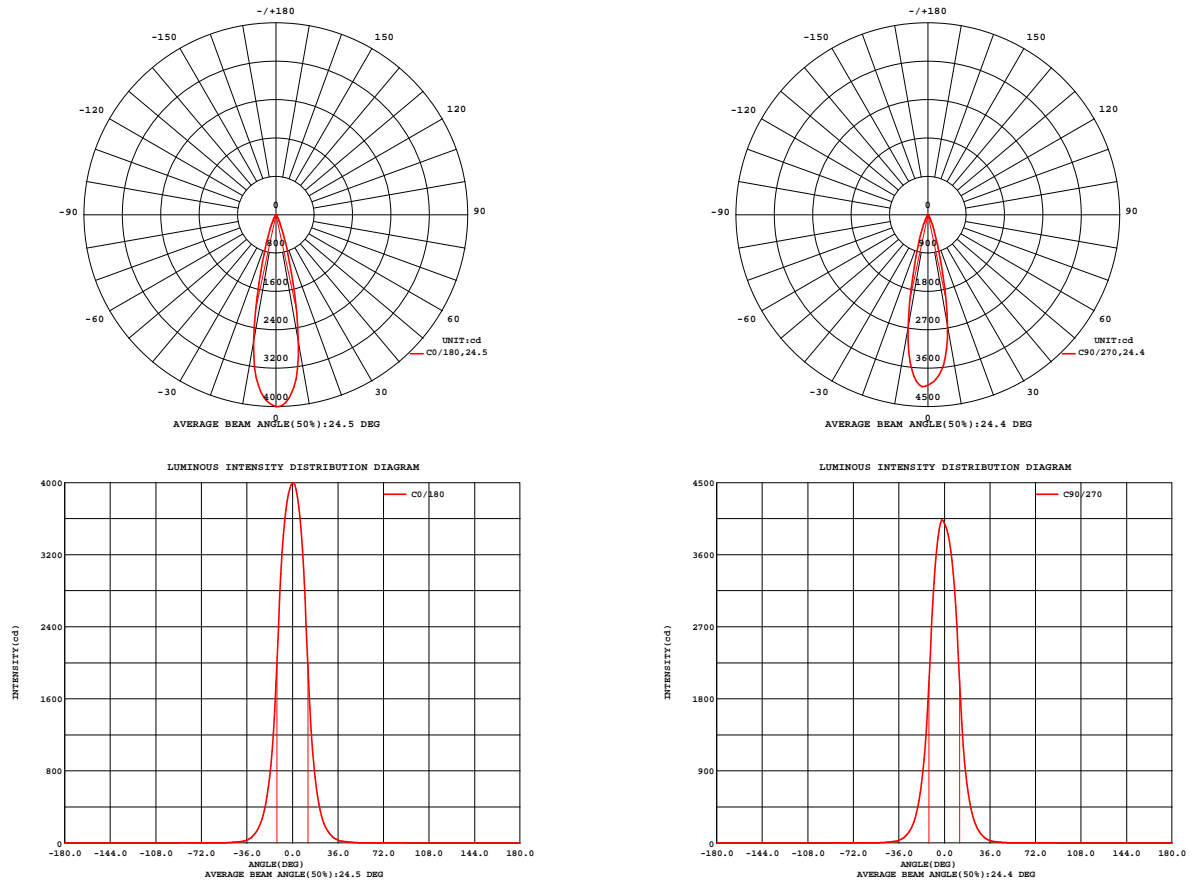 -/+180
-150 150
-120 120
-90 90
0
800
1600
2400
3200
4000
-60 60
-30 30
0
UNIT:cd
C0/180,24.5
AVERAGE BEAM ANGLE(50%):24.5 DEG
-/+180
-150 150
-120 120
-90 90
0
900
1800
2700
3600
4500
-60 60
-30 30
0
UNIT:cd
C90/270,24.4
AVERAGE BEAM ANGLE(50%):24.4 DEG
LUMINOUS INTENSITY DISTRIBUTION DIAGRAM
C0/180
INTENSITY(cd)
4000
3200
2400
1600
800
0
-180.0 -144.0 -108.0 -72.0 -36.0 0.0 36.0 72.0 108.0 144.0 180.0
ANGLE(DEG)
AVERAGE BEAM ANGLE(50%):24.5 DEG
LUMINOUS INTENSITY DISTRIBUTION DIAGRAM
C90/270
INTENSITY(cd)
4500
3600
2700
1800
900
0
-180.0 -144.0 -108.0 -72.0 -36.0 0.0 36.0 72.0 108.0 144.0 180.0
ANGLE(DEG)
AVERAGE BEAM ANGLE(50%):24.4 DEG